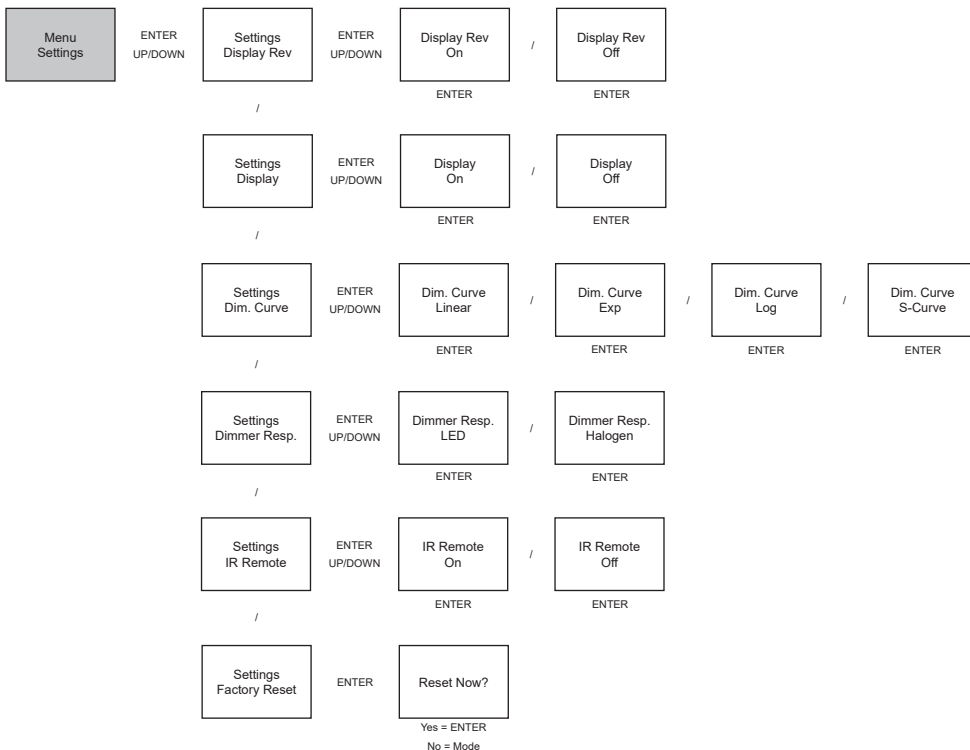 Menu
Settings
ENTER
UP/DOWN
Settings
Display Rev
ENTER
UP/DOWN
Display Rev
On
ENTER
/
Display Rev
Off
ENTER
/
Settings
Display
ENTER
UP/DOWN
Display
On
ENTER
/
Display
Off
ENTER
/
Settings
Dim. Curve
ENTER
UP/DOWN
Dim. Curve
Linear
ENTER
/
Dim. Curve
Exp
ENTER
/
Dim. Curve
Log
ENTER
/
Dim. Curve
S-Curve
ENTER
/
Settings
Dimmer Resp.
ENTER
UP/DOWN
Dimmer Resp.
LED
ENTER
/
Dimmer Resp.
Halogen
ENTER
/
Settings
IR Remote
ENTER
UP/DOWN
IR Remote
On
ENTER
/
IR Remote
Off
ENTER
/
Settings
Factory Reset
ENTER
Reset Now?
Yes = ENTER
No = Mode